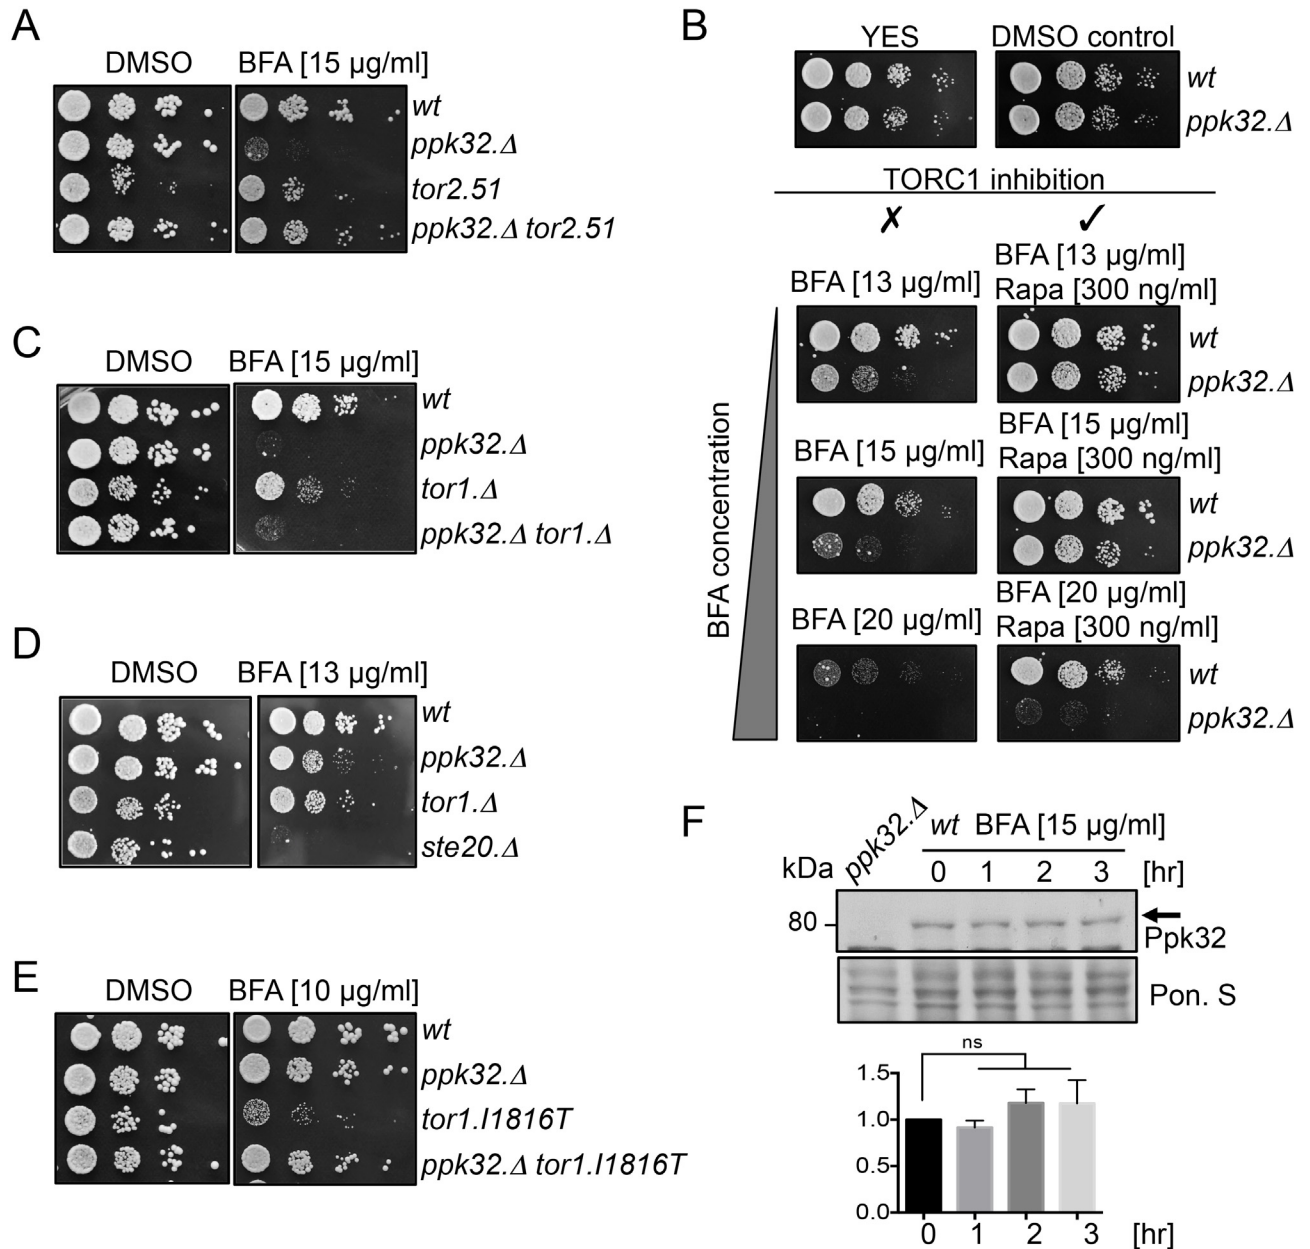 A
DMSO BFA [15 µg/ml]
wt
ppk32.Δ
tor2.51
ppk32.Δ tor2.51
B
YES DMSO control
wt
ppk32.Δ
TORC1 inhibition
✗ ✓
BFA [13 µg/ml] BFA [13 µg/ml]
Rapa [300 ng/ml]
wt
ppk32.Δ
BFA [15 µg/ml] BFA [15 µg/ml]
Rapa [300 ng/ml]
wt
ppk32.Δ
BFA [20 µg/ml] BFA [20 µg/ml]
Rapa [300 ng/ml]
wt
ppk32.Δ
BFA concentration
C
DMSO BFA [15 µg/ml]
wt
ppk32.Δ
tor1.Δ
ppk32.Δ tor1.Δ
D
DMSO BFA [13 µg/ml]
wt
ppk32.Δ
tor1.Δ
ste20.Δ
E
DMSO BFA [10 µg/ml]
wt
ppk32.Δ
tor1.I1816T
ppk32.Δ tor1.I1816T
F
ppk32.Δ wt BFA [15 µg/ml]
kDa 0 1 2 3 [hr]
80
Ppk32
Pon. S
ns
1.5
1.0
0.5
0.0
0 1 2 3 [hr]